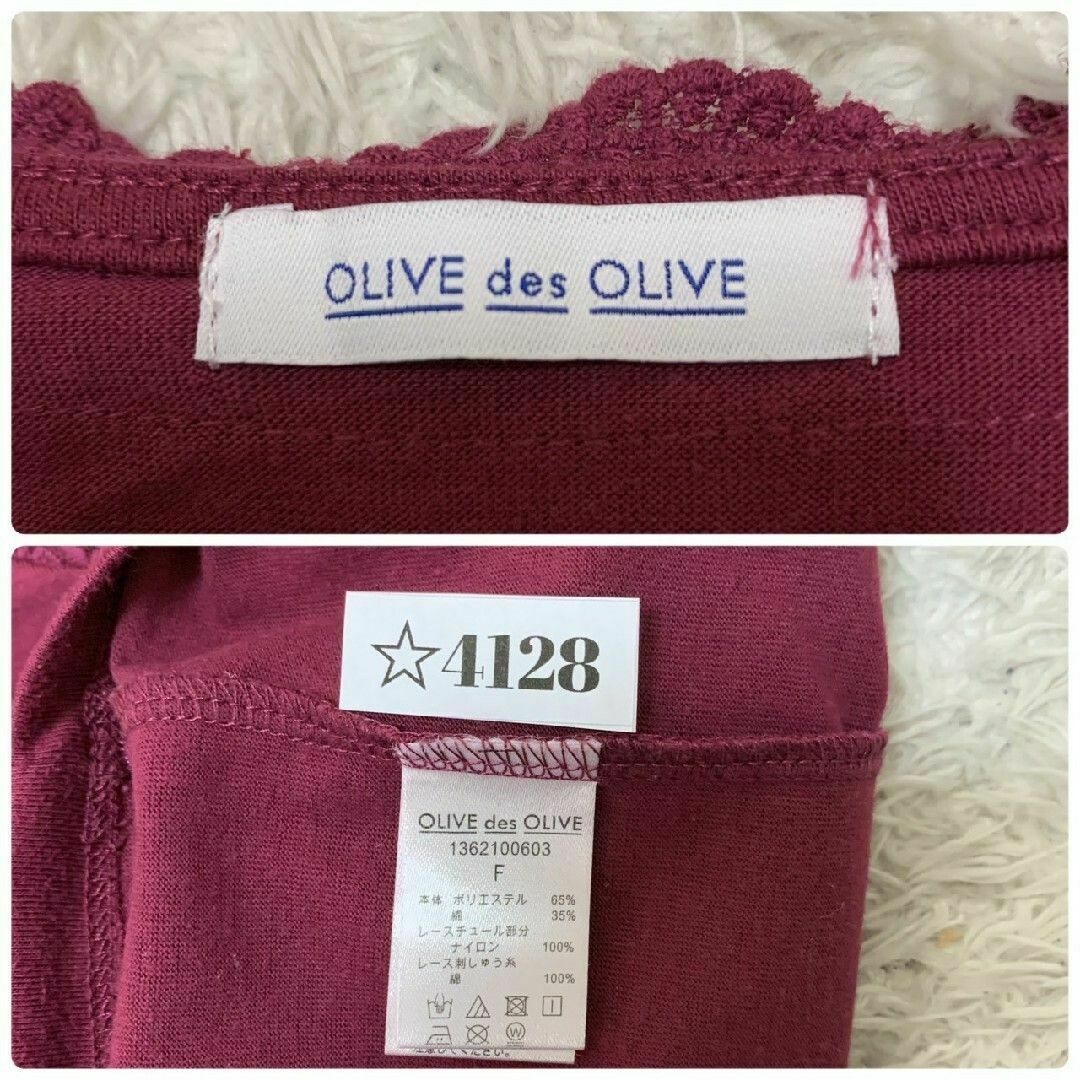 OLIVE des OLIVE
☆4128
OLIVE des OLIVE
1362100603
F
本体 ポリエステル 65%
綿 35%
レースチュール部分
ナイロン 100%
レース刺しゅう糸
綿 100%
W